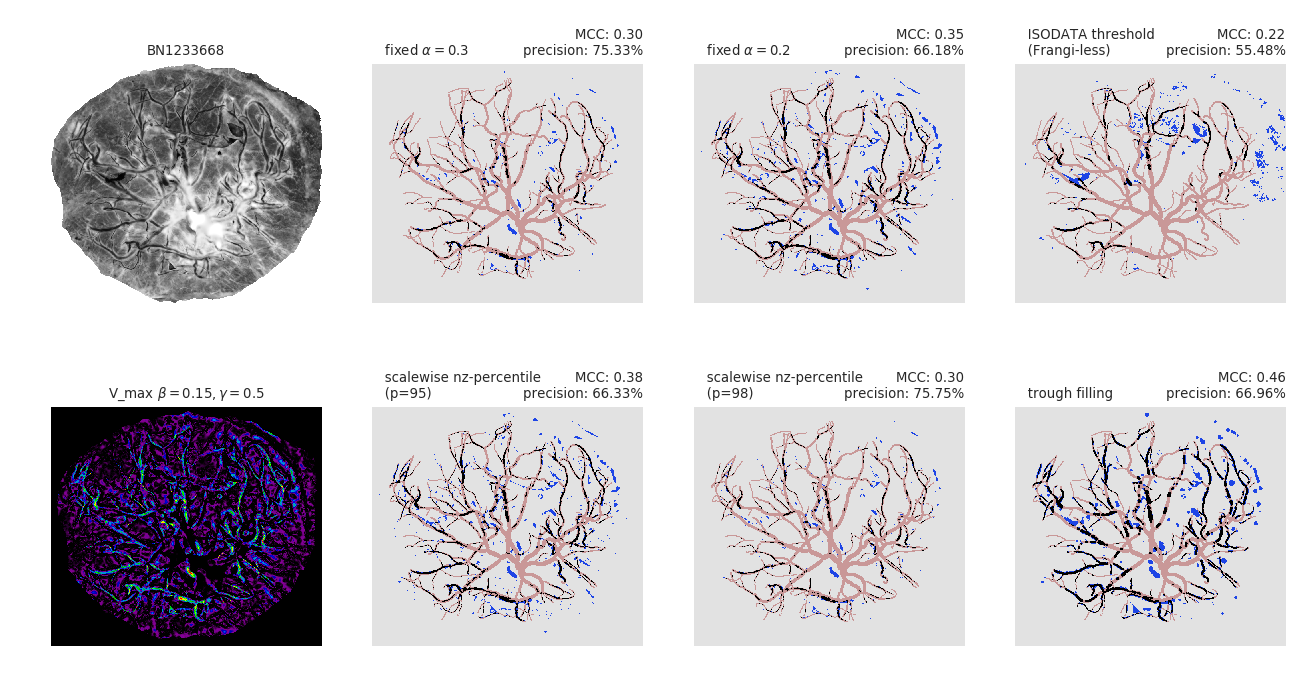 BN1233668
fixed α = 0.3
MCC: 0.30
precision: 75.33%
fixed α = 0.2
MCC: 0.35
precision: 66.18%
ISODATA threshold
(Frangi-less)
MCC: 0.22
precision: 55.48%
V_max β = 0.15, γ = 0.5
scalewise nz-percentile
(p=95)
MCC: 0.38
precision: 66.33%
scalewise nz-percentile
(p=98)
MCC: 0.30
precision: 75.75%
trough filling
MCC: 0.46
precision: 66.96%